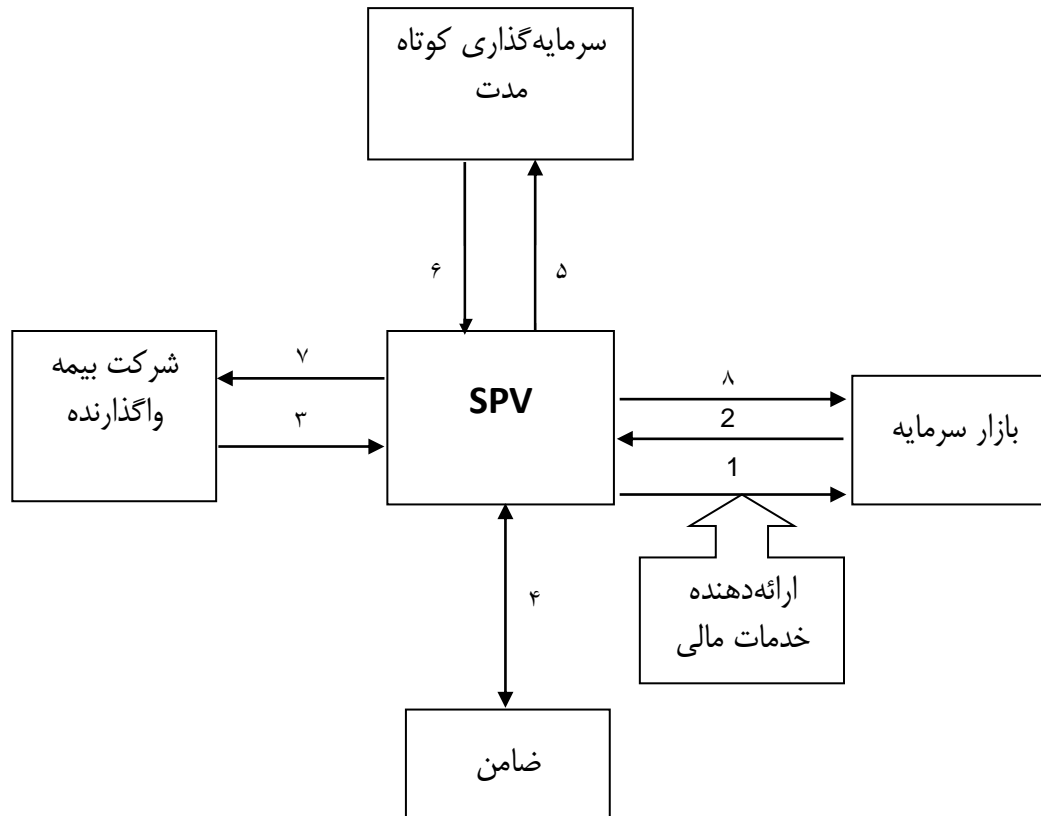 سرمایه‌گذاری کوتاه
مدت
۶
۵
شرکت بیمه
واگذارنده
۷
۳
SPV
۸
2
1
بازار سرمایه
ارائه‌دهنده
خدمات مالی
۴
ضامن